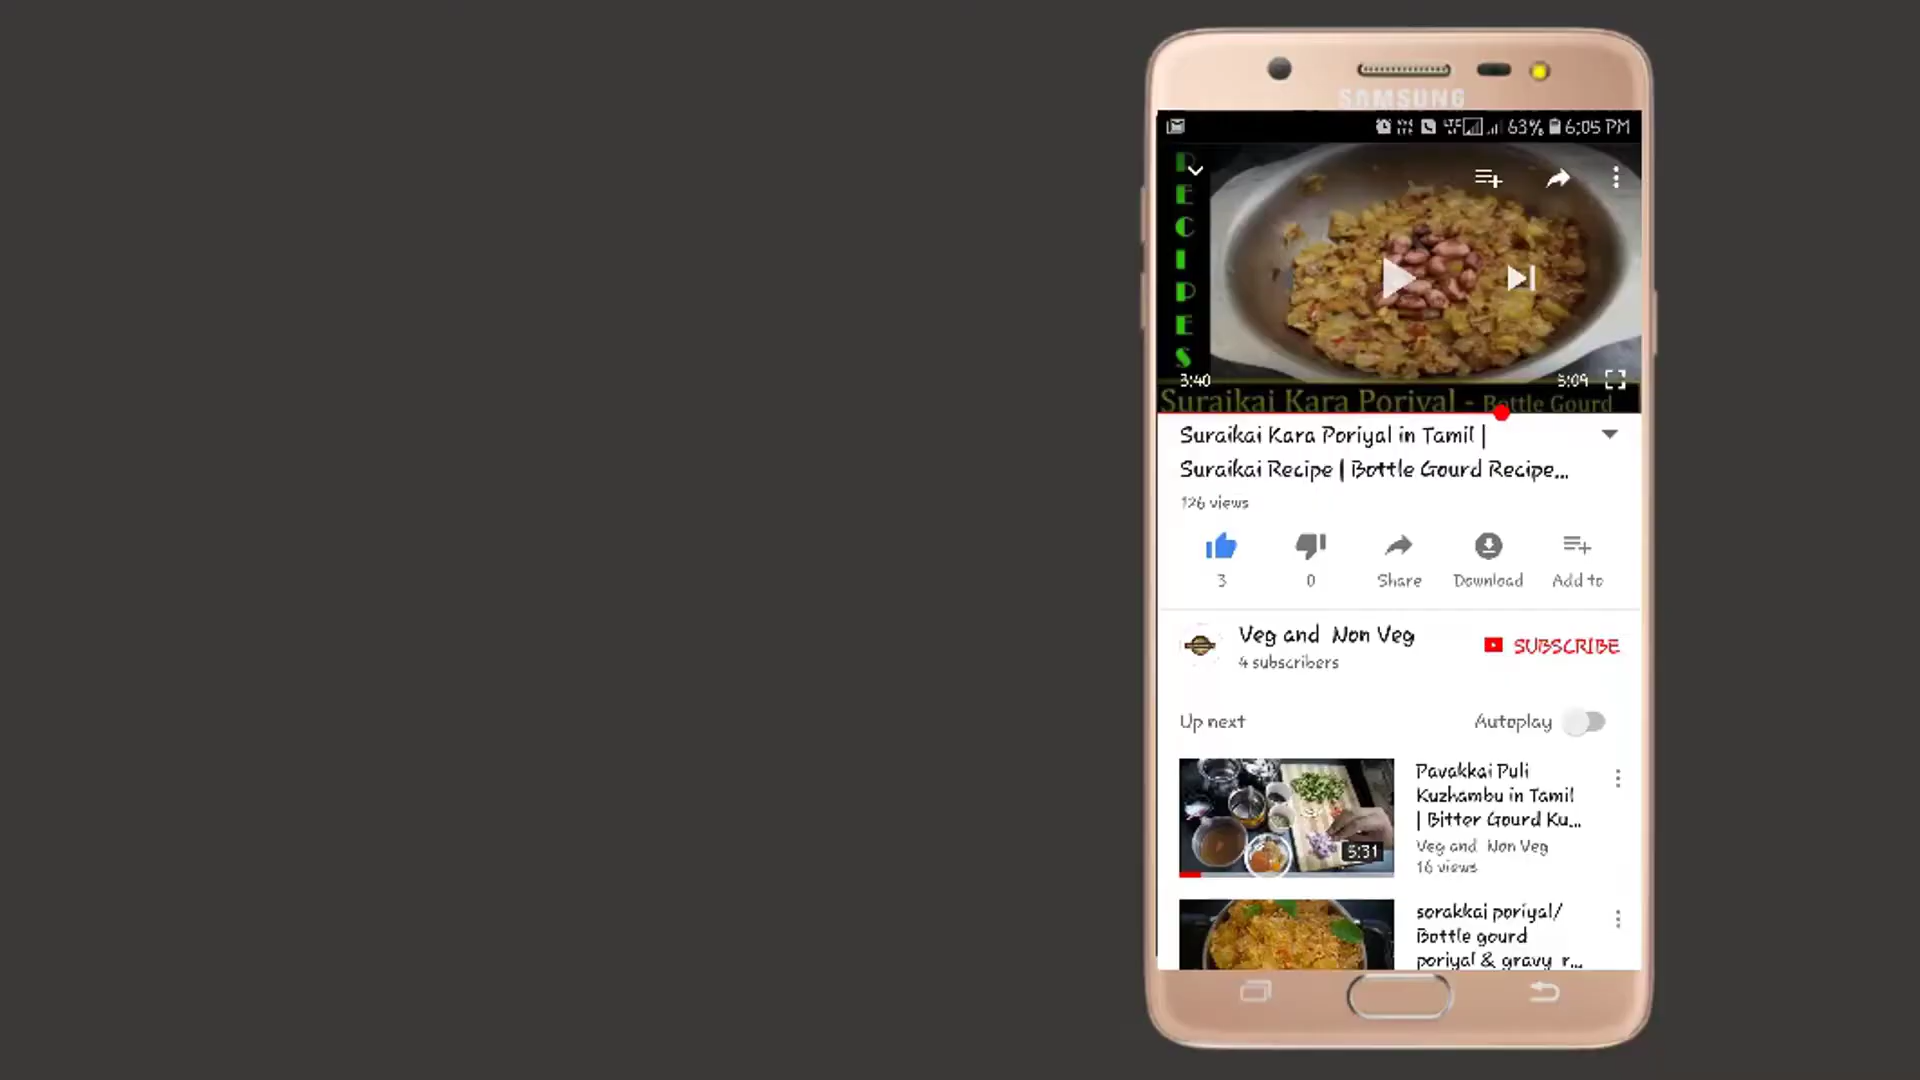 SAMSUNG
63% 6:05 PM
RECIPES
3:40
5:09
Suraikai Kara Poriyal - Bottle Gourd
Suraikai Kara Poriyal in Tamil |
Suraikai Recipe | Bottle Gourd Recipe...
126 views
3
0
Share
Download
Add to
Veg and Non Veg
4 subscribers
SUBSCRIBE
Up next
Autoplay
5:31
Pavakkai Puli
Kuzhambu in Tamil
| Bitter Gourd Ku...
Veg and Non Veg
16 views
sorakkai poriyal/
Bottle gourd
poriyal & gravy r...